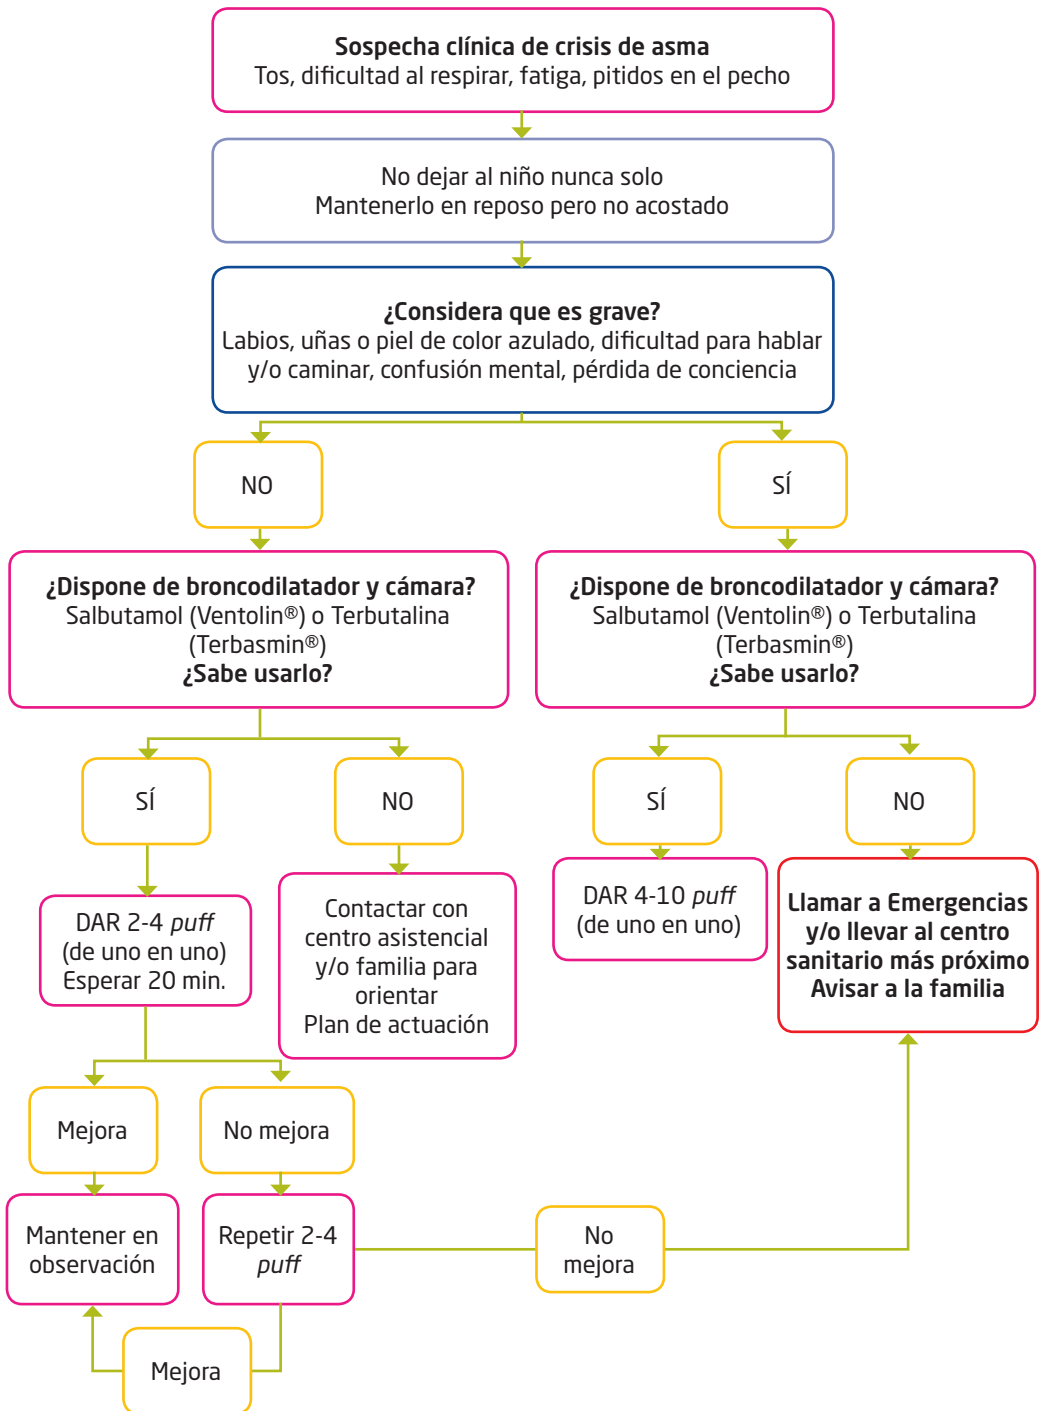 Sospecha clínica de crisis de asma
Tos, dificultad al respirar, fatiga, pitidos en el pecho
No dejar al niño nunca solo
Mantenerlo en reposo pero no acostado
¿Considera que es grave?
Labios, uñas o piel de color azulado, dificultad para hablar
y/o caminar, confusión mental, pérdida de conciencia
NO
SÍ
¿Dispone de broncodilatador y cámara?
Salbutamol (Ventolin®) o Terbutalina
(Terbasmin®)
¿Sabe usarlo?
¿Dispone de broncodilatador y cámara?
Salbutamol (Ventolin®) o Terbutalina
(Terbasmin®)
¿Sabe usarlo?
SÍ
NO
SÍ
NO
DAR 2-4 puff
(de uno en uno)
Esperar 20 min.
Contactar con
centro asistencial
y/o familia para
orientar
Plan de actuación
DAR 4-10 puff
(de uno en uno)
Llamar a Emergencias
y/o llevar al centro
sanitario más próximo
Avisar a la familia
Mejora
No mejora
Mantener en
observación
Repetir 2-4
puff
No
mejora
Mejora